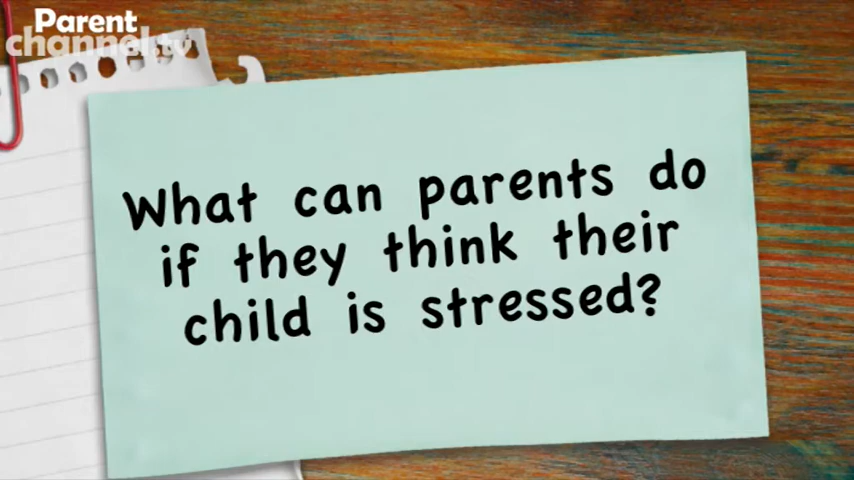 Parent
channel.tv
What can parents do
if they think their
child is stressed?